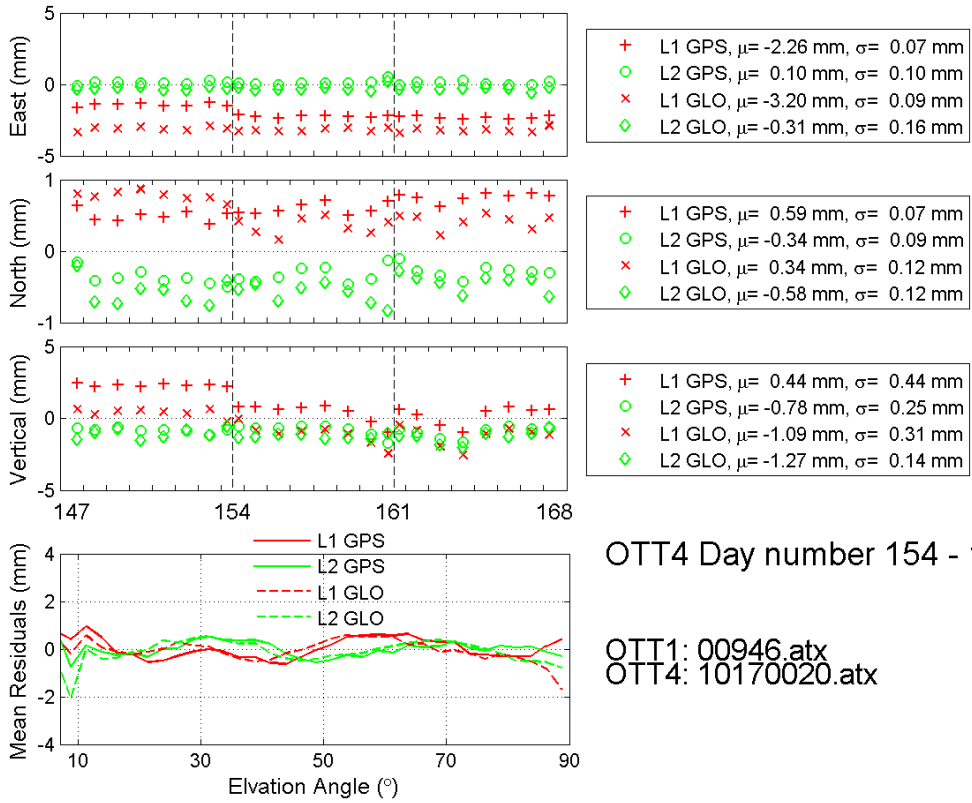 East (mm)
5
0
-5
+ L1 GPS, μ= -2.26 mm, σ= 0.07 mm
○ L2 GPS, μ= 0.10 mm, σ= 0.10 mm
× L1 GLO, μ= -3.20 mm, σ= 0.09 mm
◇ L2 GLO, μ= -0.31 mm, σ= 0.16 mm
North (mm)
1
0
-1
+ L1 GPS, μ= 0.59 mm, σ= 0.07 mm
○ L2 GPS, μ= -0.34 mm, σ= 0.09 mm
× L1 GLO, μ= 0.34 mm, σ= 0.12 mm
◇ L2 GLO, μ= -0.58 mm, σ= 0.12 mm
Vertical (mm)
5
0
-5
+ L1 GPS, μ= 0.44 mm, σ= 0.44 mm
○ L2 GPS, μ= -0.78 mm, σ= 0.25 mm
× L1 GLO, μ= -1.09 mm, σ= 0.31 mm
◇ L2 GLO, μ= -1.27 mm, σ= 0.14 mm
147 154 161 168
Mean Residuals (mm)
4
2
0
-2
-4
L1 GPS
L2 GPS
L1 GLO
L2 GLO
10 30 50 70 90
Elvation Angle (°)
OTT4 Day number 154 -
OTT1: 00946.atx
OTT4: 10170020.atx